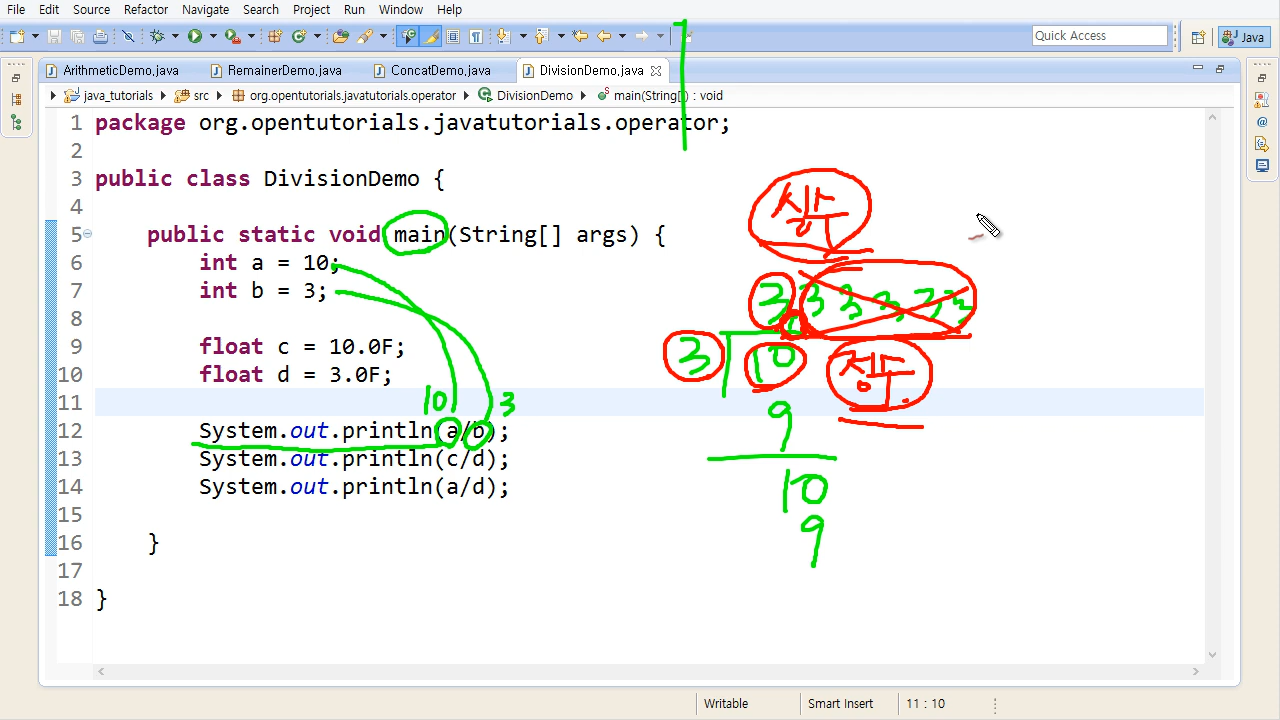 File Edit Source Refactor Navigate Search Project Run Window Help
Quick Access
Java
ArithmeticDemo.java RemainerDemo.java ConcatDemo.java DivisionDemo.java
java_tutorials src org.opentutorials.javatutorials.operator DivisionDemo main(String[]) : void
1 package org.opentutorials.javatutorials.operator;
2
3 public class DivisionDemo {
4
5 public static void main(String[] args) {
6 int a = 10;
7 int b = 3;
8
9 float c = 10.0F;
10 float d = 3.0F;
11
12 System.out.println(a/b);
13 System.out.println(c/d);
14 System.out.println(a/d);
15
16 }
17
18 }
10 3
3.33333
3 10
정수
9
10
9
Writable Smart Insert 11 : 10